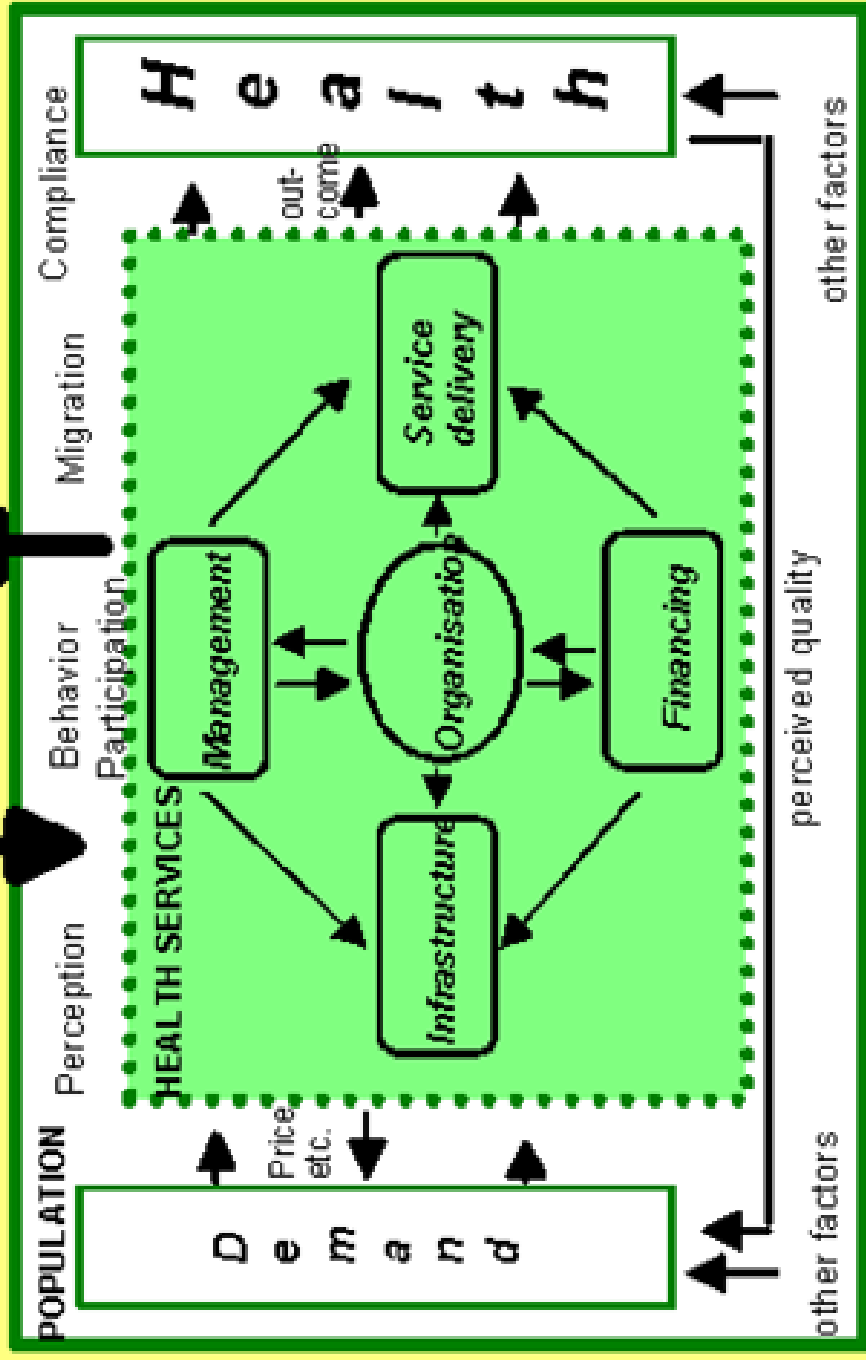 POPULATION
Perception
Behavior
Participation
Migration
Compliance
HEALTH SERVICES
Demand
Price
etc.
Management
Infrastructure
Organisation
Service
delivery
Financing
out-
come
Health
other factors
perceived quality
other factors